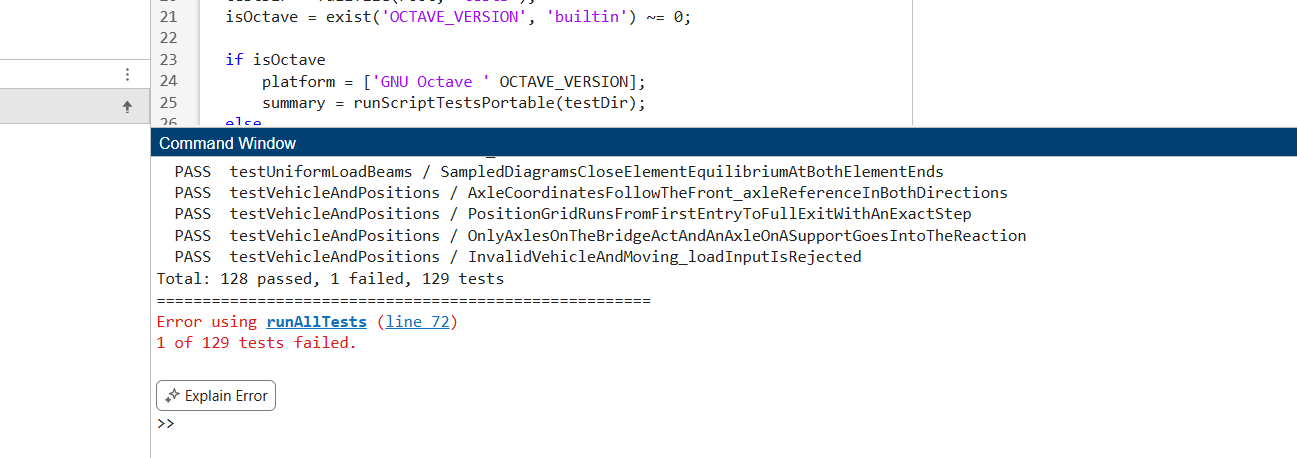 21 isOctave = exist('OCTAVE_VERSION', 'builtin') ~= 0;
22
23 if isOctave
24 platform = ['GNU Octave ' OCTAVE_VERSION];
25 summary = runScriptTestsPortable(testDir);
26 else
Command Window
PASS testUniformLoadBeams / SampledDiagramsCloseElementEquilibriumAtBothElementEnds
PASS testVehicleAndPositions / AxleCoordinatesFollowTheFront_axleReferenceInBothDirections
PASS testVehicleAndPositions / PositionGridRunsFromFirstEntryToFullExitWithAnExactStep
PASS testVehicleAndPositions / OnlyAxlesOnTheBridgeActAndAnAxleOnASupportGoesIntoTheReaction
PASS testVehicleAndPositions / InvalidVehicleAndMoving_loadInputIsRejected
Total: 128 passed, 1 failed, 129 tests
======================================================
Error using runAllTests (line 72)
1 of 129 tests failed.
Explain Error
>>